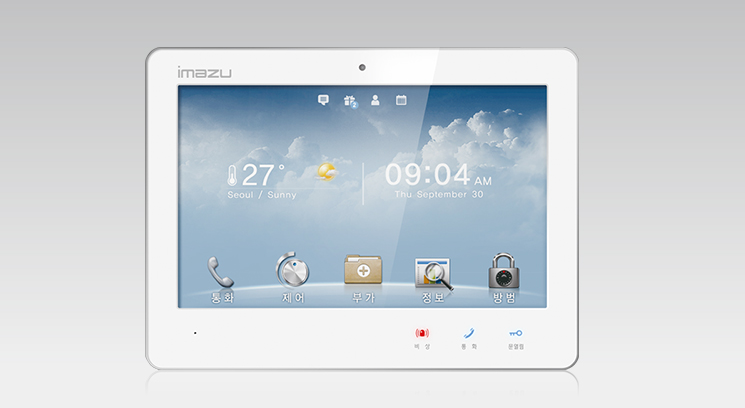 imazu
2
27°
Seoul / Sunny
09:04 AM
Thu September 30
통화
제어
부가
정보
방범
비 상
통 화
문열림